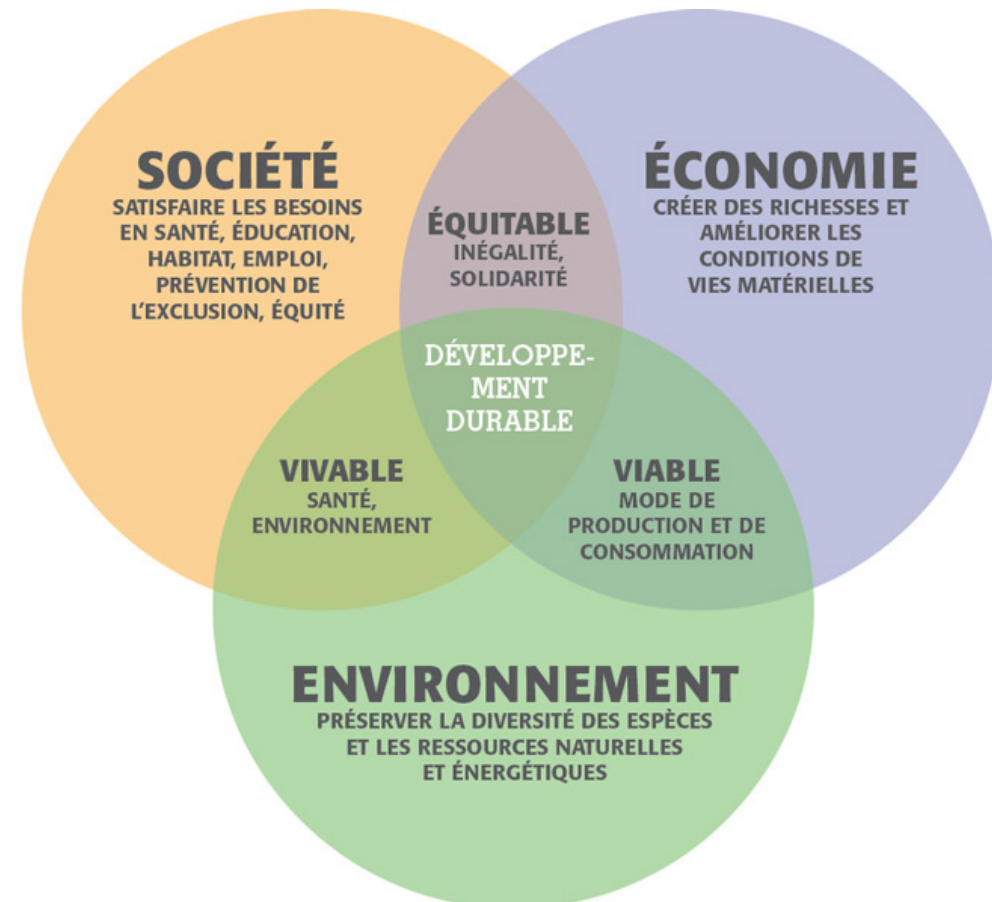 SOCIÉTÉ
SATISFAIRE LES BESOINS
EN SANTÉ, ÉDUCATION,
HABITAT, EMPLOI,
PRÉVENTION DE
L'EXCLUSION, ÉQUITÉ
ÉQUITABLE
INÉGALITÉ,
SOLIDARITÉ
ÉCONOMIE
CRÉER DES RICHESSES ET
AMÉLIORER LES
CONDITIONS DE
VIES MATÉRIELLES
DÉVELOPPE-
MENT
DURABLE
VIVABLE
SANTÉ,
ENVIRONNEMENT
VIABLE
MODE DE
PRODUCTION ET DE
CONSOMMATION
ENVIRONNEMENT
PRÉSERVER LA DIVERSITÉ DES ESPÈCES
ET LES RESSOURCES NATURELLES
ET ÉNERGÉTIQUES